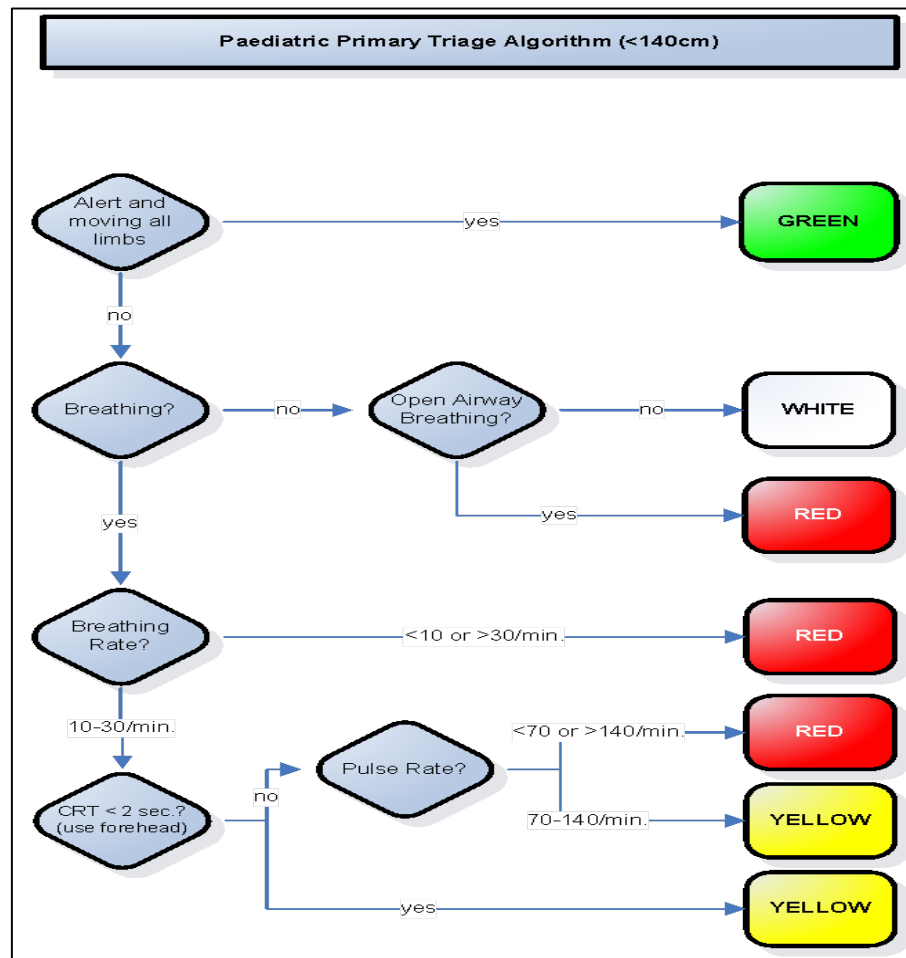 Paediatric Primary Triage Algorithm (<140cm)
Alert and
moving all
limbs
yes
GREEN
no
Breathing?
no
Open Airway
Breathing?
no
WHITE
yes
yes
RED
Breathing
Rate?
<10 or >30/min.
RED
10-30/min.
<70 or >140/min.
RED
Pulse Rate?
no
CRT < 2 sec.?
(use forehead)
70-140/min.
YELLOW
yes
YELLOW